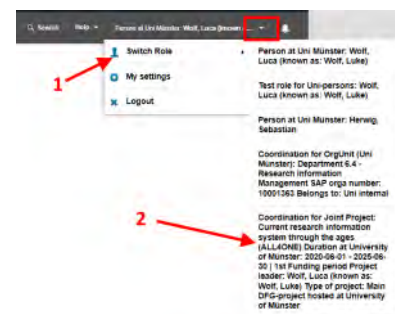 Search Help Person at Uni Münster: Wolf, Luca (known ...
1
Switch Role
My settings
Logout
Person at Uni Münster: Wolf,
Luca (known as: Wolf, Luke)
Test role for Uni-persons: Wolf,
Luca (known as: Wolf, Luke)
Person at Uni Münster: Herwig,
Sebastian
Coordination for OrgUnit (Uni
Münster): Department 6.4 -
Research Information
Management SAP orga number:
10001363 Belongs to: Uni internal
2
Coordination for Joint Project:
Current research information
system through the ages
(ALL4ONE) Duration at University
of Münster: 2020-06-01 - 2025-06-
30 | 1st Funding period Project
leader: Wolf, Luca (known as:
Wolf, Luke) Type of project: Main
DFG-project hosted at University
of Münster